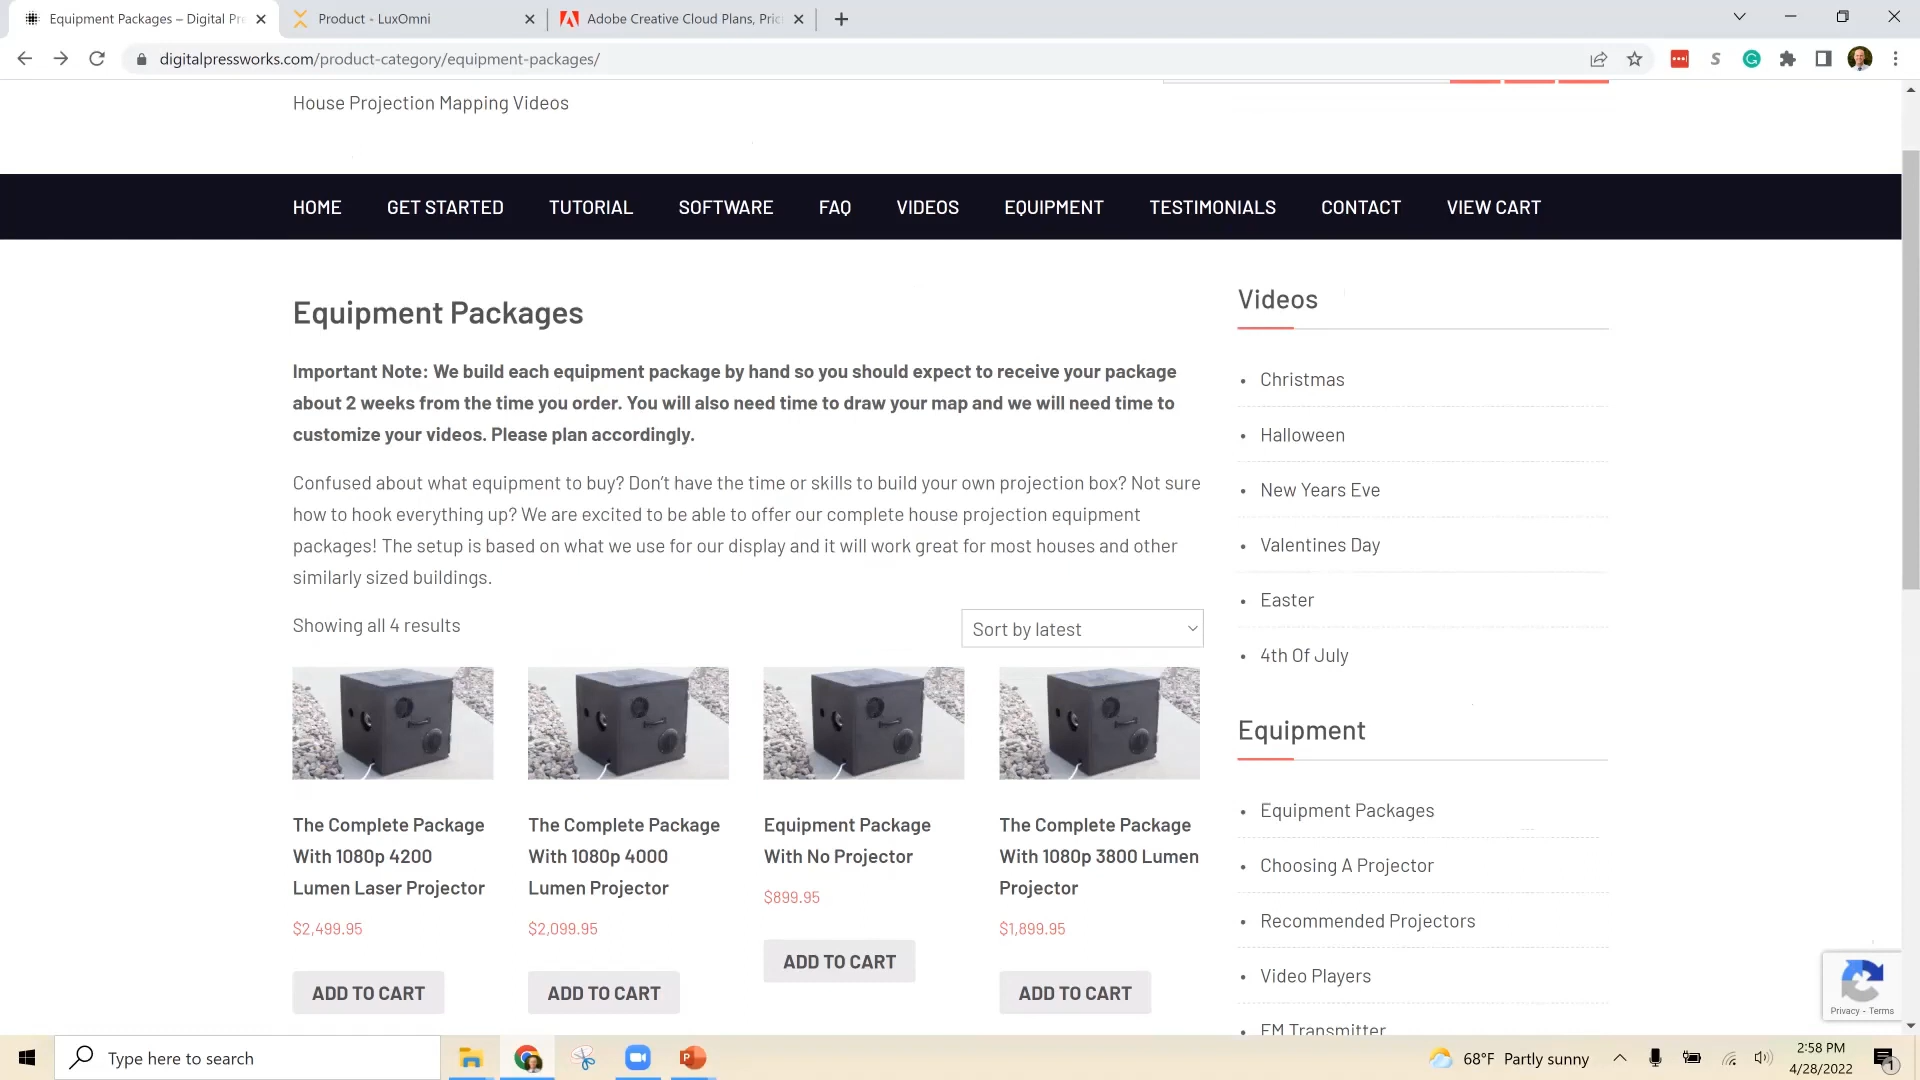 Equipment Packages – Digital Pre
Product - LuxOmni
Adobe Creative Cloud Plans, Pric
digitalpressworks.com/product-category/equipment-packages/
House Projection Mapping Videos
HOME GET STARTED TUTORIAL SOFTWARE FAQ VIDEOS EQUIPMENT TESTIMONIALS CONTACT VIEW CART
Equipment Packages
Important Note: We build each equipment package by hand so you should expect to receive your package
about 2 weeks from the time you order. You will also need time to draw your map and we will need time to
customize your videos. Please plan accordingly.
Confused about what equipment to buy? Don't have the time or skills to build your own projection box? Not sure
how to hook everything up? We are excited to be able to offer our complete house projection equipment
packages! The setup is based on what we use for our display and it will work great for most houses and other
similarly sized buildings.
Showing all 4 results
Sort by latest
The Complete Package
With 1080p 4200
Lumen Laser Projector
$2,499.95
ADD TO CART
The Complete Package
With 1080p 4000
Lumen Projector
$2,099.95
ADD TO CART
Equipment Package
With No Projector
$899.95
ADD TO CART
The Complete Package
With 1080p 3800 Lumen
Projector
$1,899.95
ADD TO CART
Videos
• Christmas
• Halloween
• New Years Eve
• Valentines Day
• Easter
• 4th Of July
Equipment
• Equipment Packages
• Choosing A Projector
• Recommended Projectors
• Video Players
• FM Transmitter
Privacy - Terms
Type here to search
68°F Partly sunny
2:58 PM
4/28/2022
1